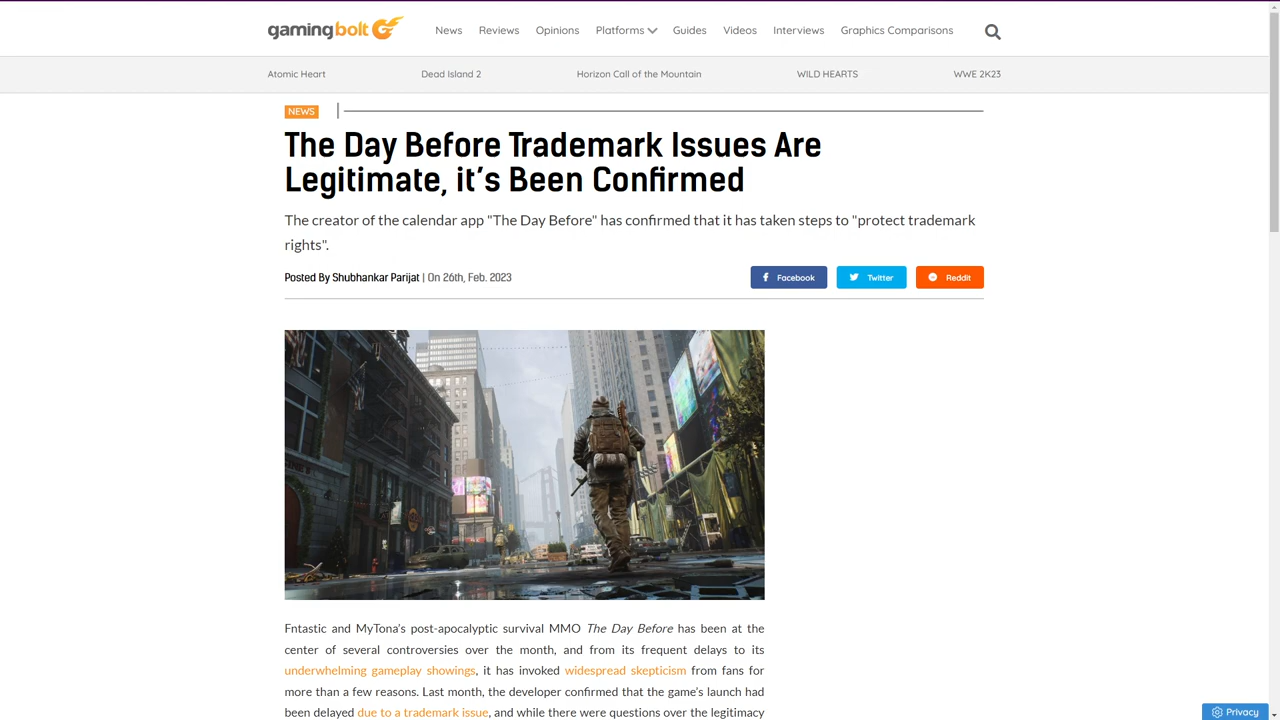 gamingbolt
News Reviews Opinions Platforms Guides Videos Interviews Graphics Comparisons
Atomic Heart Dead Island 2 Horizon Call of the Mountain WILD HEARTS WWE 2K23
NEWS
The Day Before Trademark Issues Are
Legitimate, it's Been Confirmed
The creator of the calendar app "The Day Before" has confirmed that it has taken steps to "protect trademark
rights".
Posted By Shubhankar Parijat | On 26th, Feb. 2023
Facebook Twitter Reddit
Fntastic and MyTona's post-apocalyptic survival MMO The Day Before has been at the
center of several controversies over the month, and from its frequent delays to its
underwhelming gameplay showings, it has invoked widespread skepticism from fans for
more than a few reasons. Last month, the developer confirmed that the game's launch had
been delayed due to a trademark issue, and while there were questions over the legitimacy
Privacy